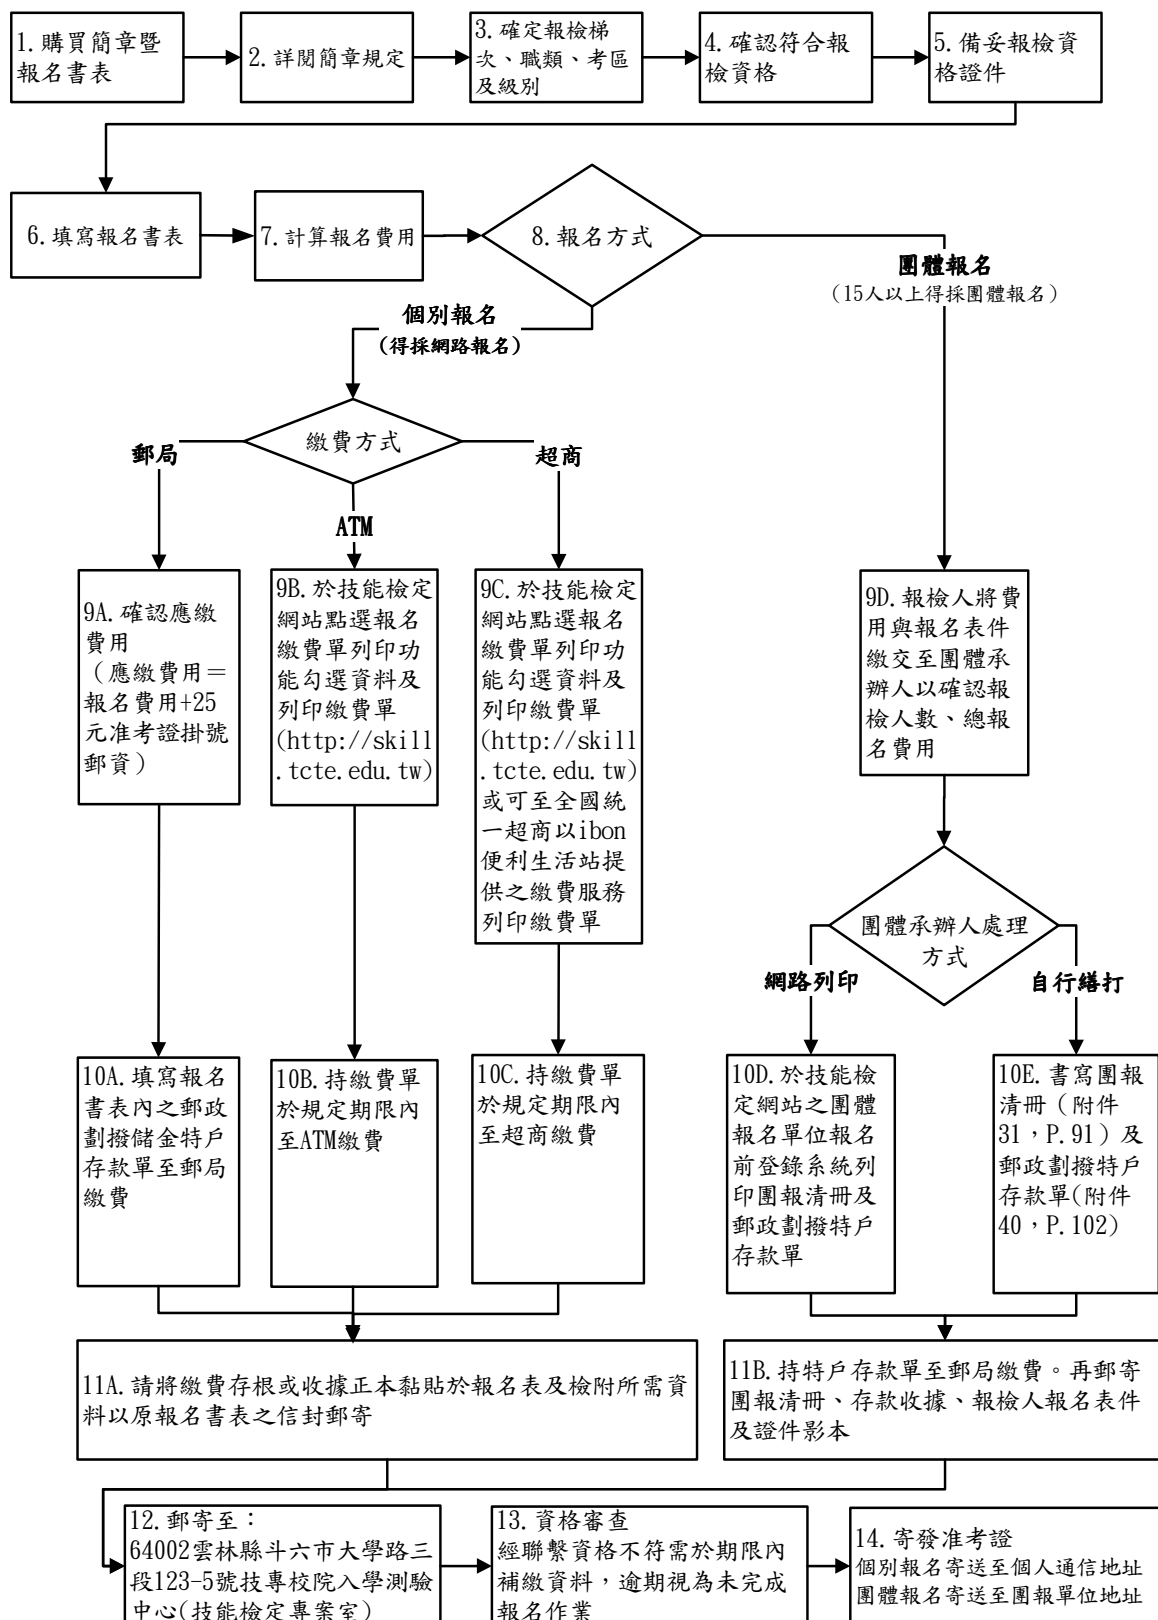 1.購買簡章暨
報名書表
2.詳閱簡章規定
3.確定報檢梯
次、職類、考區
及級別
4.確認符合報
檢資格
5.備妥報檢資
格證件
6.填寫報名書表
7.計算報名費用
8.報名方式
團體報名
（15人以上得採團體報名）
個別報名
(得採網路報名)
繳費方式
郵局
超商
ATM
9A.確認應繳
費用
（應繳費用＝
報名費用+25
元准考證掛號
郵資）
9B.於技能檢定
網站點選報名
繳費單列印功
能勾選資料及
列印繳費單
(http://skill
.tcte.edu.tw)
9C.於技能檢定
網站點選報名
繳費單列印功
能勾選資料及
列印繳費單
(http://skill
.tcte.edu.tw)
或可至全國統
一超商以ibon
便利生活站提
供之繳費服務
列印繳費單
9D.報檢人將費
用與報名表件
繳交至團體承
辦人以確認報
檢人數、總報
名費用
團體承辦人處理
方式
網路列印
自行繕打
10A.填寫報名
書表內之郵政
劃撥儲金特戶
存款單至郵局
繳費
10B.持繳費單
於規定期限內
至ATM繳費
10C.持繳費單
於規定期限內
至超商繳費
10D.於技能檢
定網站之團體
報名單位報名
前登錄系統列
印團報清冊及
郵政劃撥特戶
存款單
10E.書寫團報
清冊（附件
31，P.91）及
郵政劃撥特戶
存款單(附件
40，P.102)
11A.請將繳費存根或收據正本黏貼於報名表及檢附所需資
料以原報名書表之信封郵寄
11B.持特戶存款單至郵局繳費。再郵寄
團報清冊、存款收據、報檢人報名表件
及證件影本
12.郵寄至：
64002雲林縣斗六市大學路三
段123-5號技專校院入學測驗
中心(技能檢定專案室)
13.資格審查
經聯繫資格不符需於期限內
補繳資料，逾期視為未完成
報名作業
14.寄發准考證
個別報名寄送至個人通信地址
團體報名寄送至團報單位地址